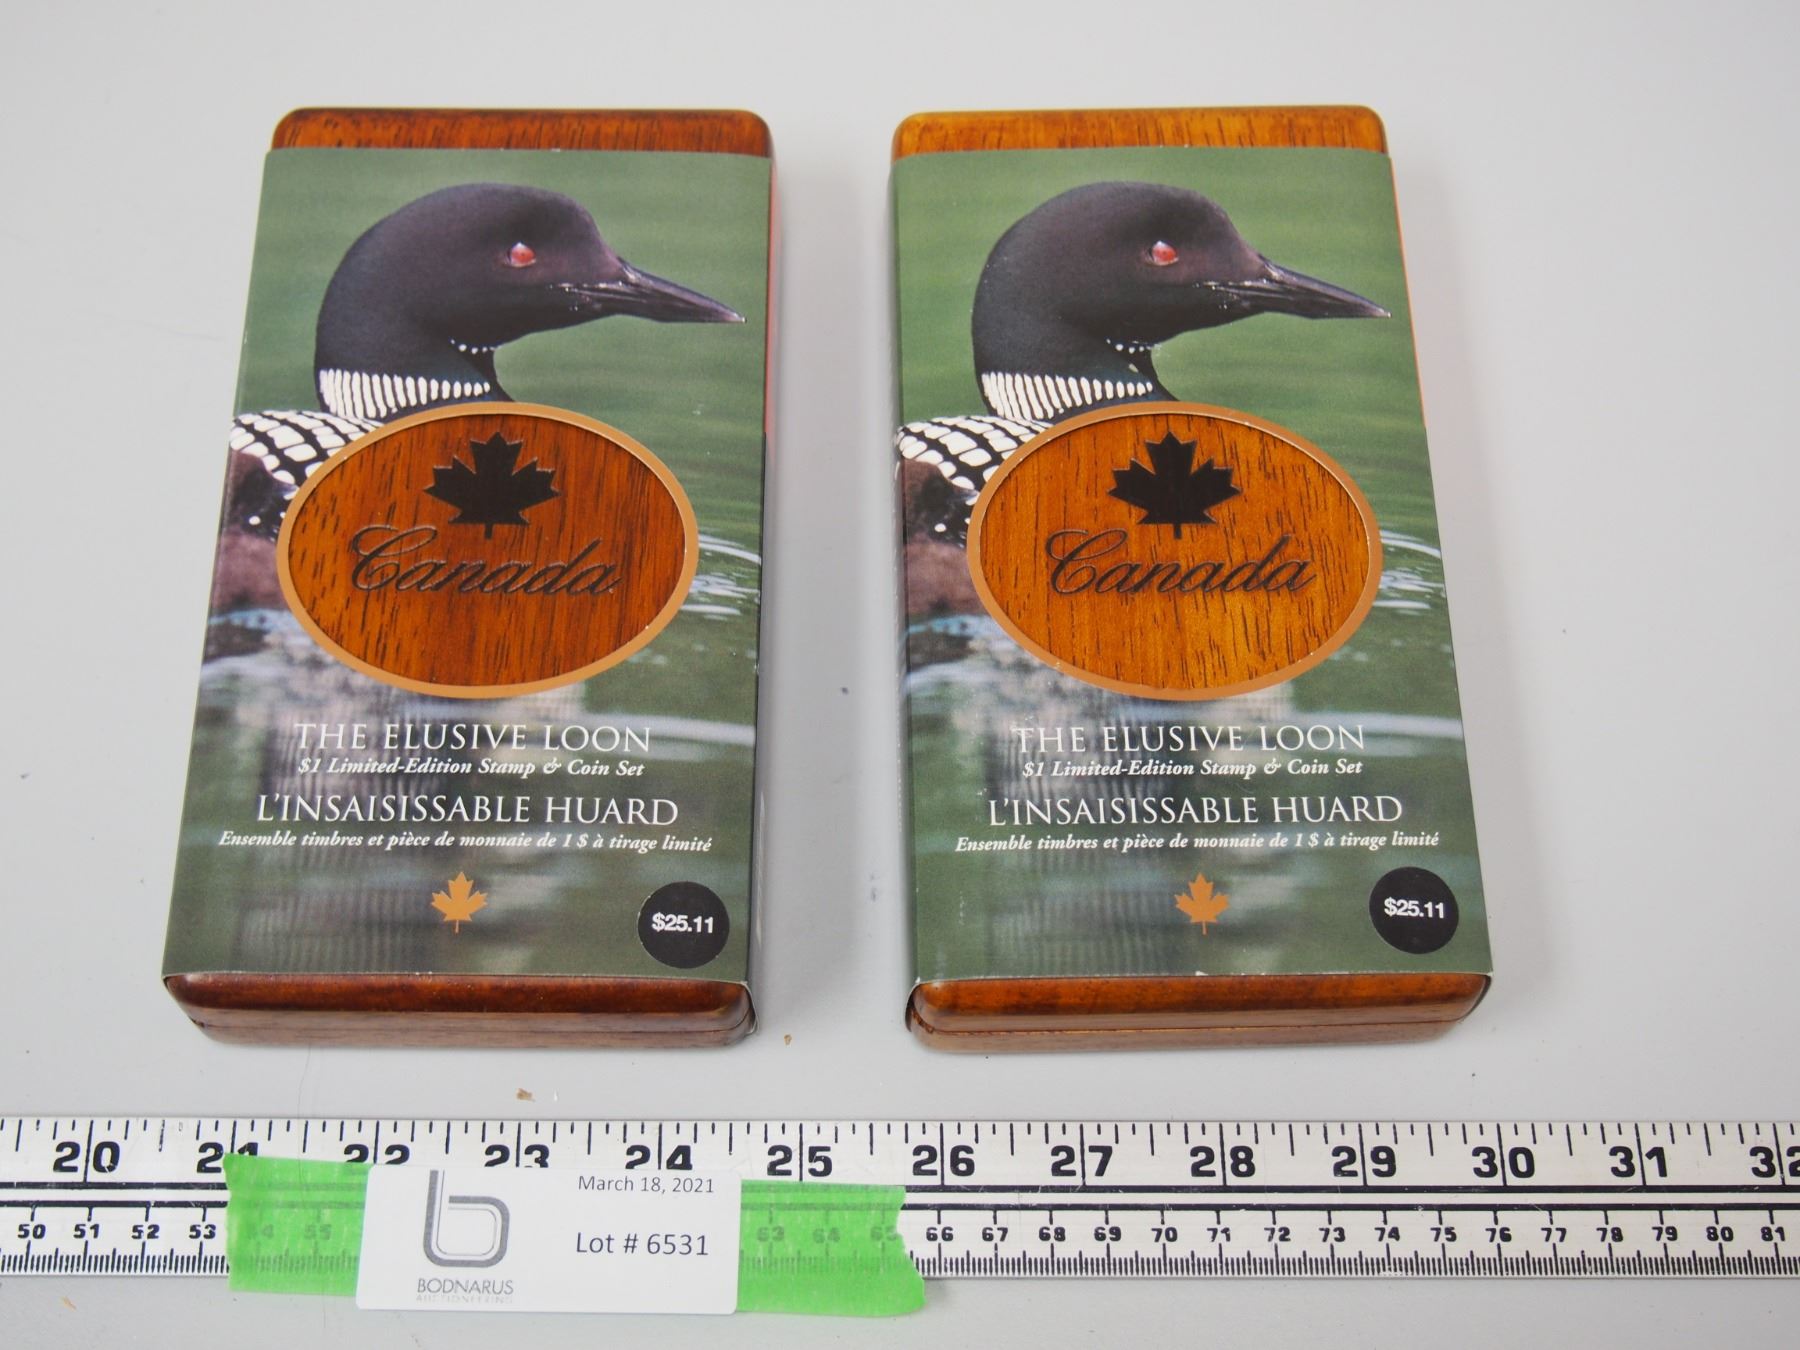 Canada
THE ELUSIVE LOON
$1 Limited-Edition Stamp & Coin Set
L'INSAISISSABLE HUARD
Ensemble timbres et pièce de monnaie de 1 $ à tirage limité
$25.11
Canada
THE ELUSIVE LOON
$1 Limited-Edition Stamp & Coin Set
L'INSAISISSABLE HUARD
Ensemble timbres et pièce de monnaie de 1 $ à tirage limité
$25.11
20 21 22 23 24 25 26 27 28 29 30 31 32
50 51 52 53 54 55 63 64 65 66 67 68 69 70 71 72 73 74 75 76 77 78 79 80 81
March 18, 2021
Lot # 6531
BODNARUS
AUCTIONEERING